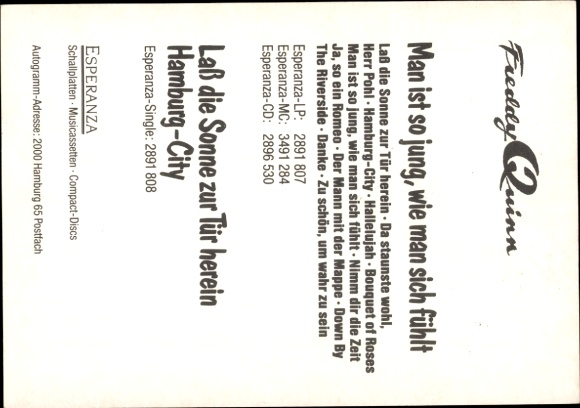 Freddy Quinn
Man ist so jung, wie man sich fühlt
Laß die Sonne zur Tür herein · Da staunste wohl,
Herr Pohl · Hamburg-City · Hallelujah · Bouquet of Roses
Man ist so jung, wie man sich fühlt · Nimm dir die Zeit
Ja, so ein Romeo · Der Mann mit der Mappe · Down By
The Riverside · Danke · Zu schön, um wahr zu sein
Esperanza-LP: 2891 807
Esperanza-MC: 3491 284
Esperanza-CD: 2896 530
Laß die Sonne zur Tür herein
Hamburg-City
Esperanza-Single: 2891 808
ESPERANZA
Schallplatten · Musicassetten · Compact-Discs
Autogramm-Adresse: 2000 Hamburg 65 Postfach